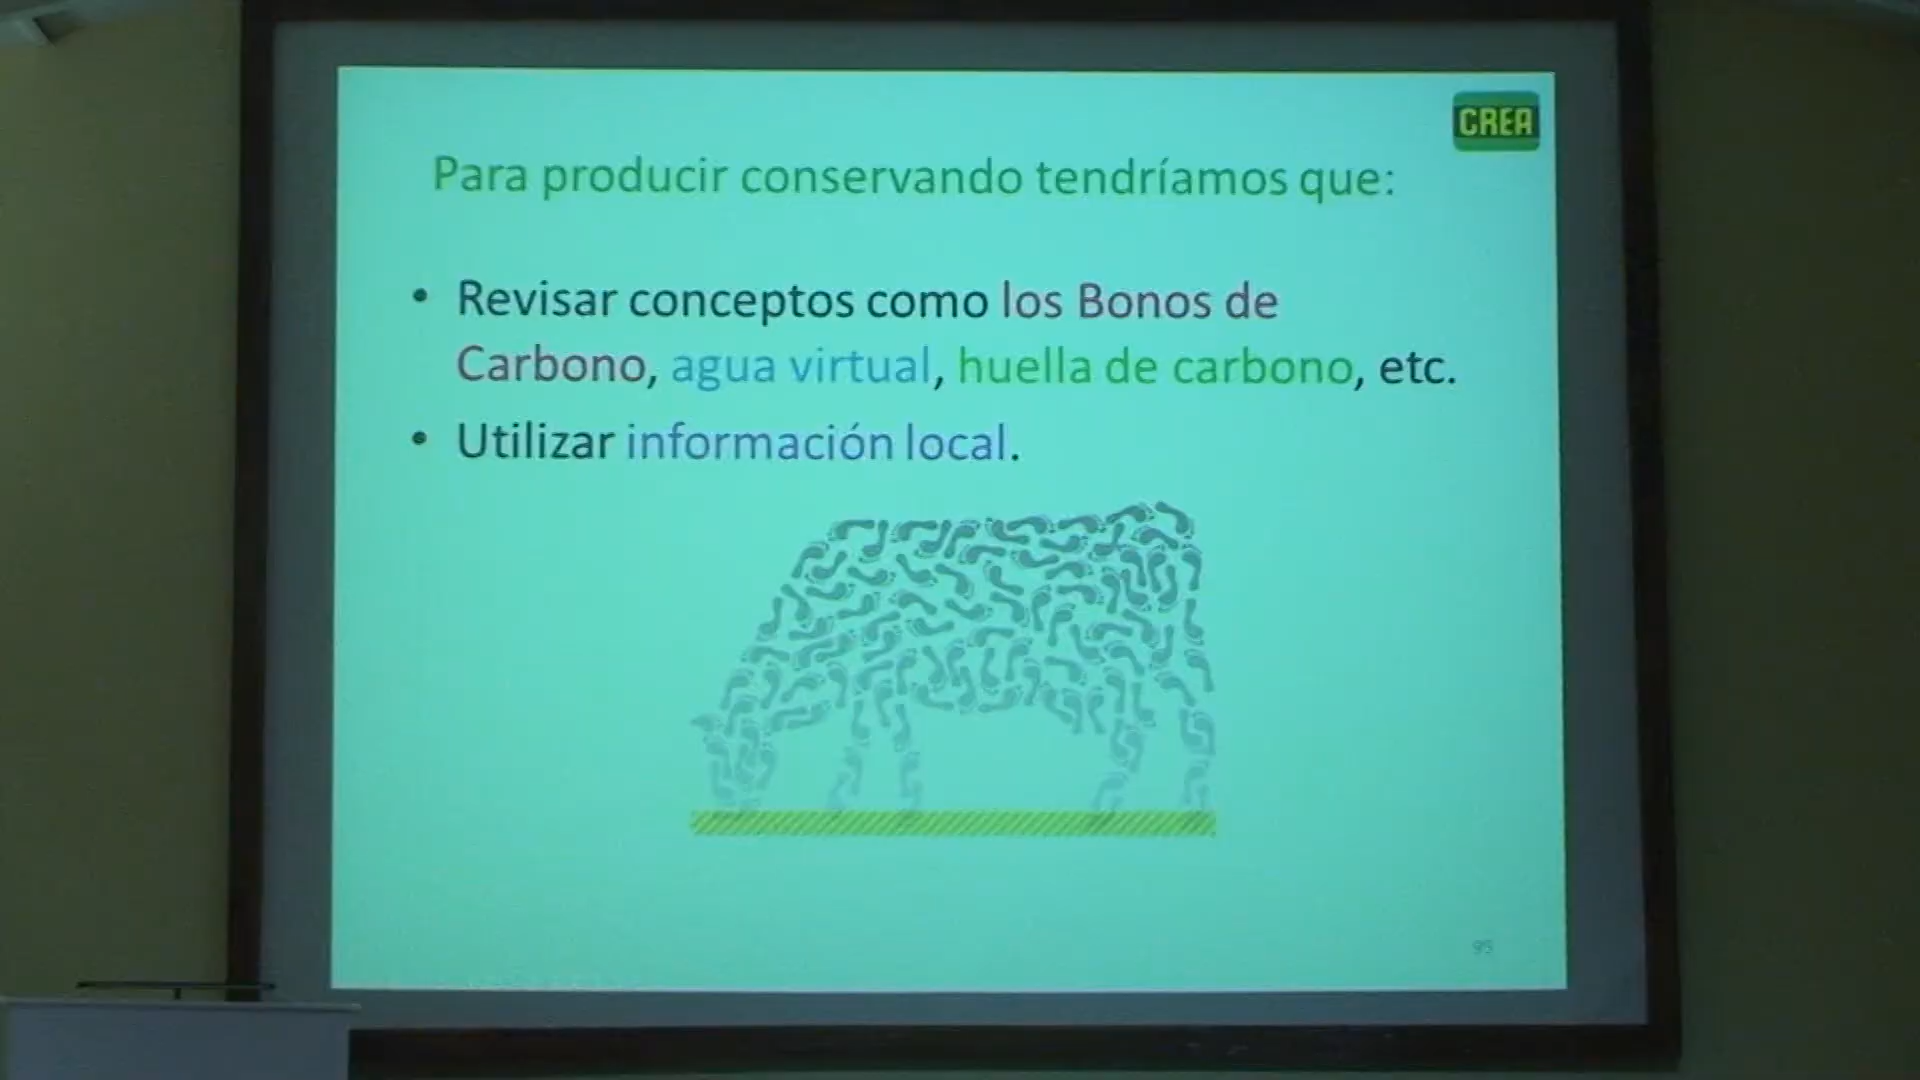 CREA
Para producir conservando tendríamos que:
• Revisar conceptos como los Bonos de
Carbono, agua virtual, huella de carbono, etc.
• Utilizar información local.
95